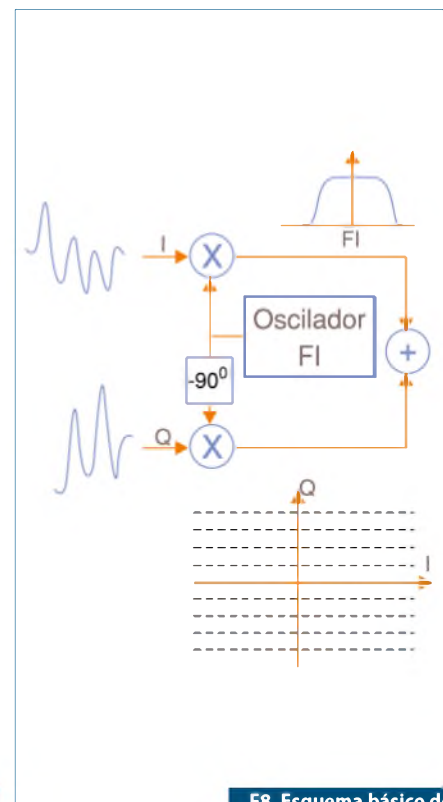 FI
I
X
Oscilador
FI
-90⁰
+
Q
X
Q
I
F8. Esquema básico d